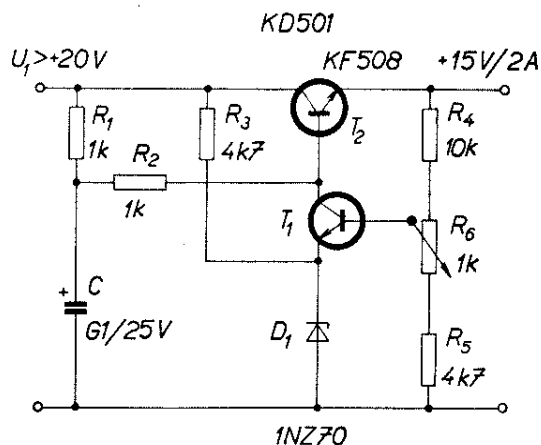 KD501
U₁>+20V
KF508
+15V/2A
R₁
1k
R₂
1k
R₃
4k7
T₂
R₄
10k
T₁
R₆
1k
+
C
G1/25V
D₁
R₅
4k7
1NZ70